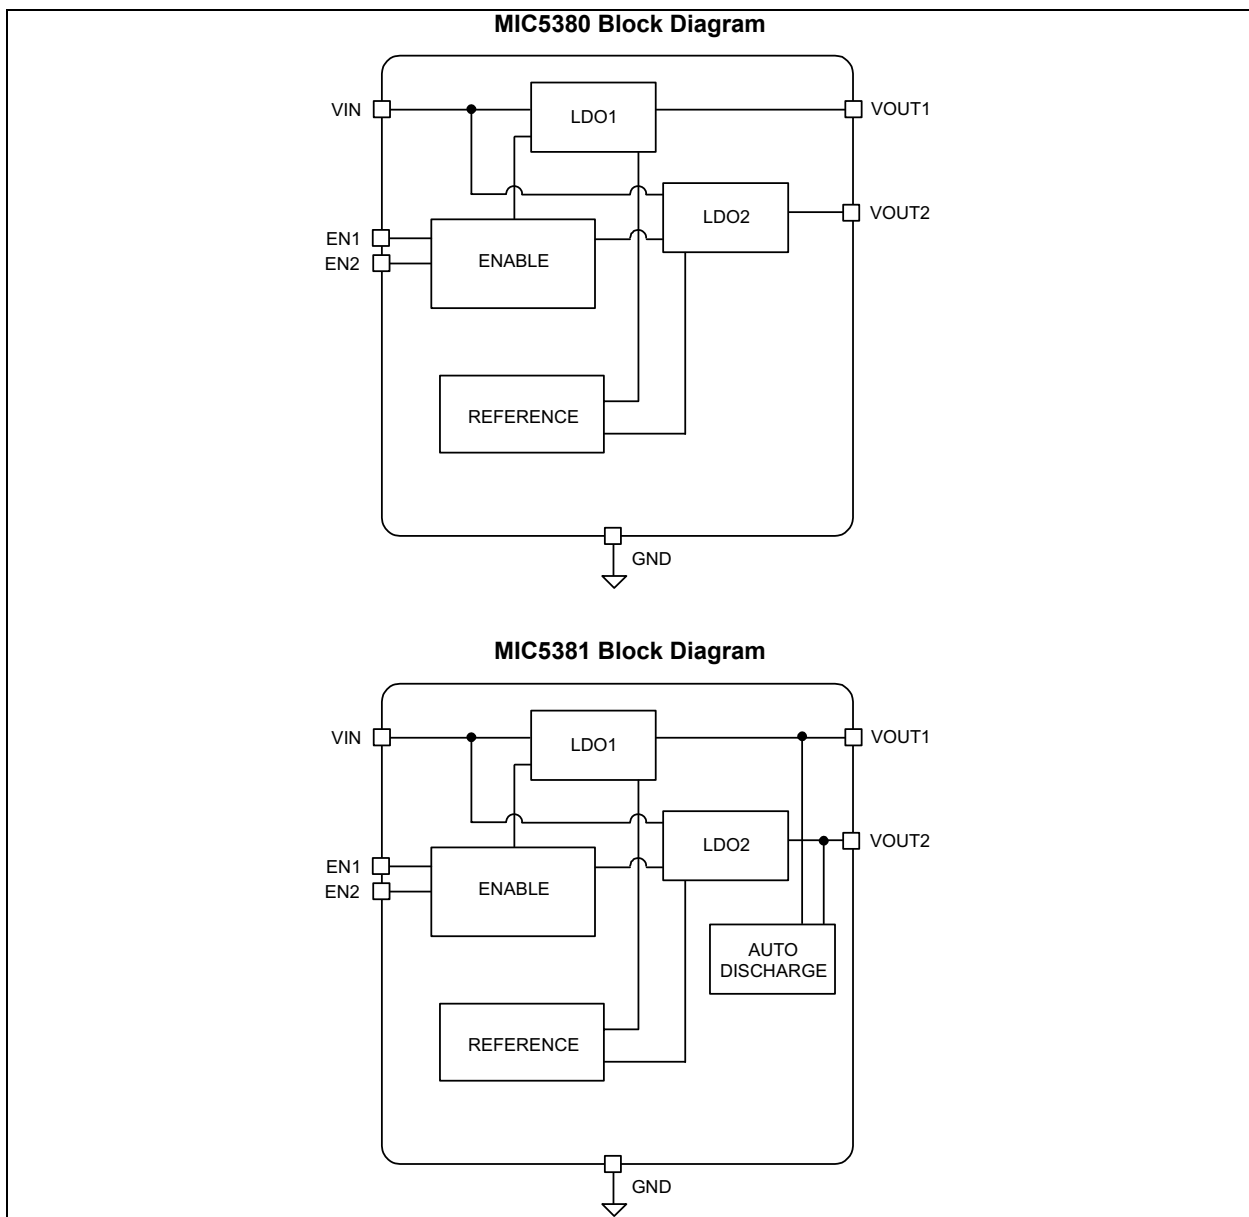 MIC5380 Block Diagram
VIN
LDO1
VOUT1
LDO2
VOUT2
EN1
EN2
ENABLE
REFERENCE
GND
MIC5381 Block Diagram
VIN
LDO1
VOUT1
LDO2
VOUT2
EN1
EN2
ENABLE
AUTO
DISCHARGE
REFERENCE
GND